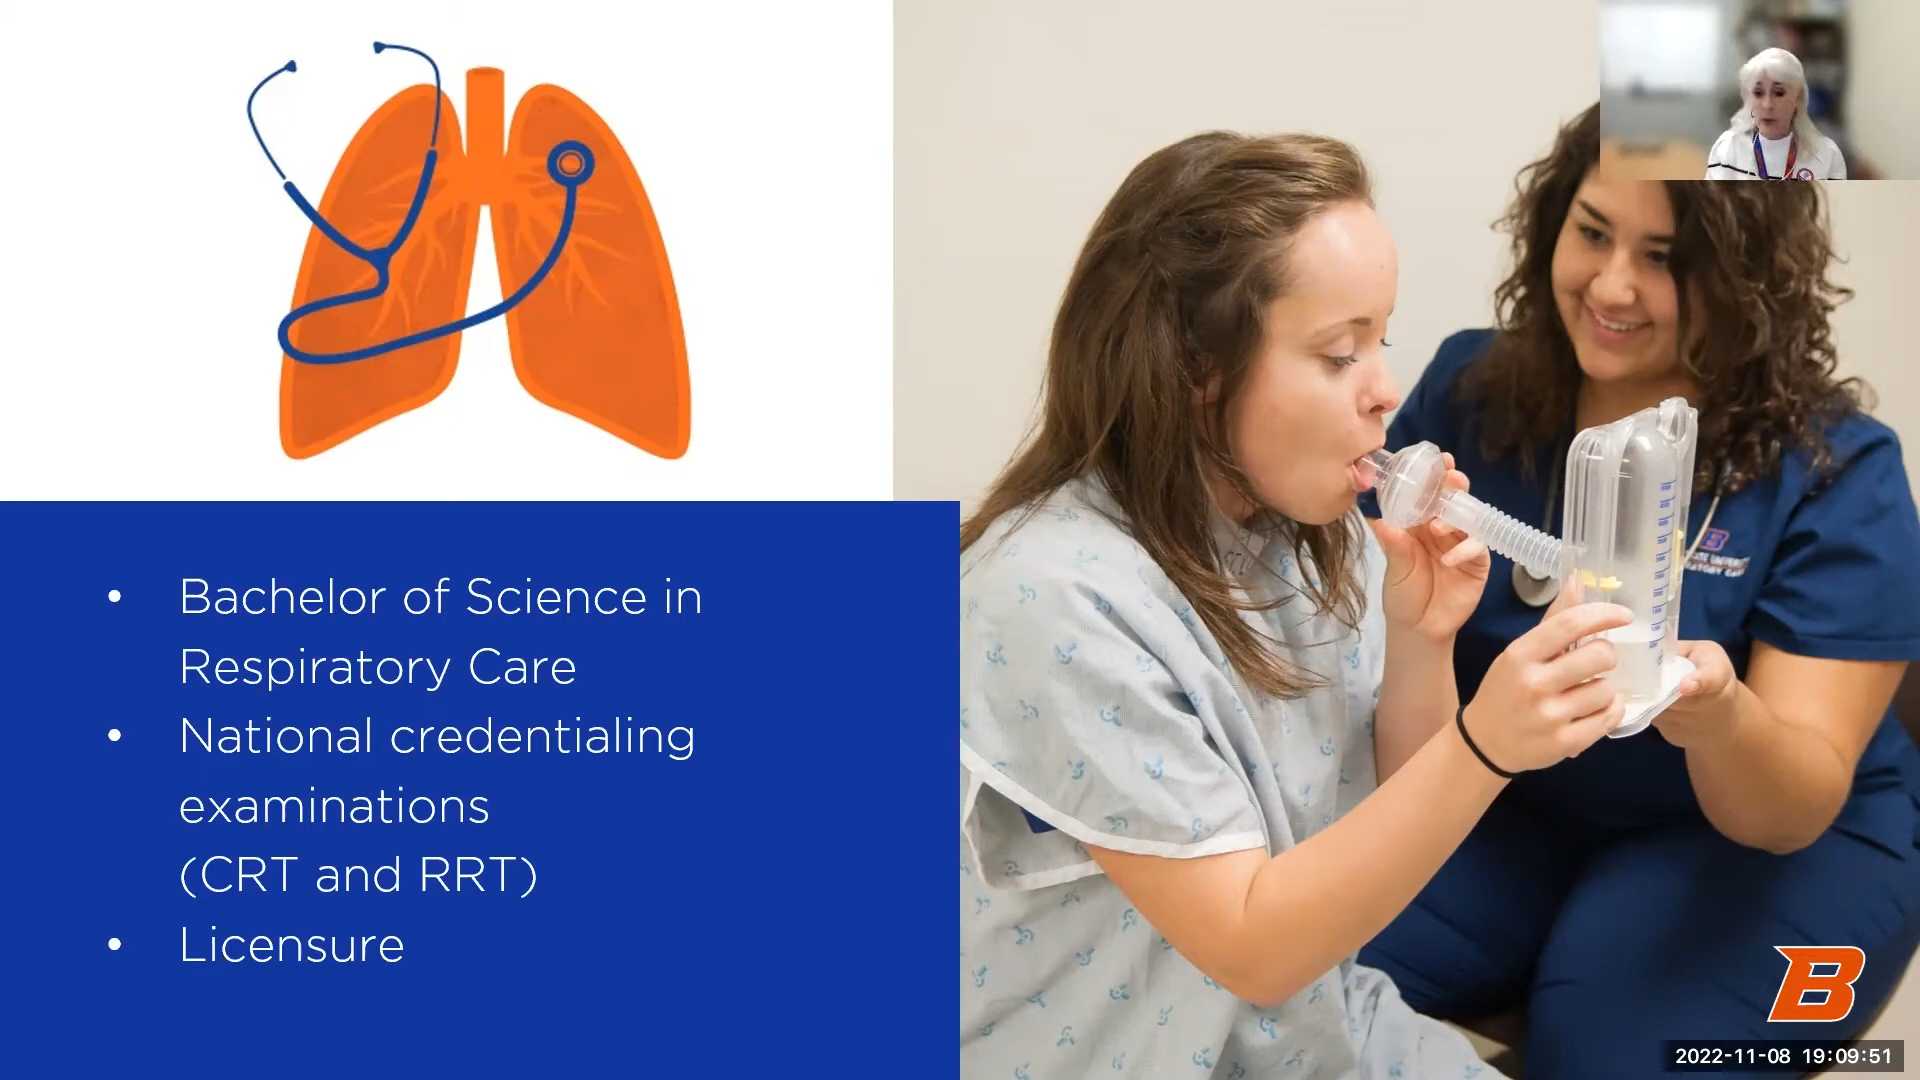 • Bachelor of Science in
Respiratory Care
• National credentialing
examinations
(CRT and RRT)
• Licensure
B
B
2022-11-08 19:09:51